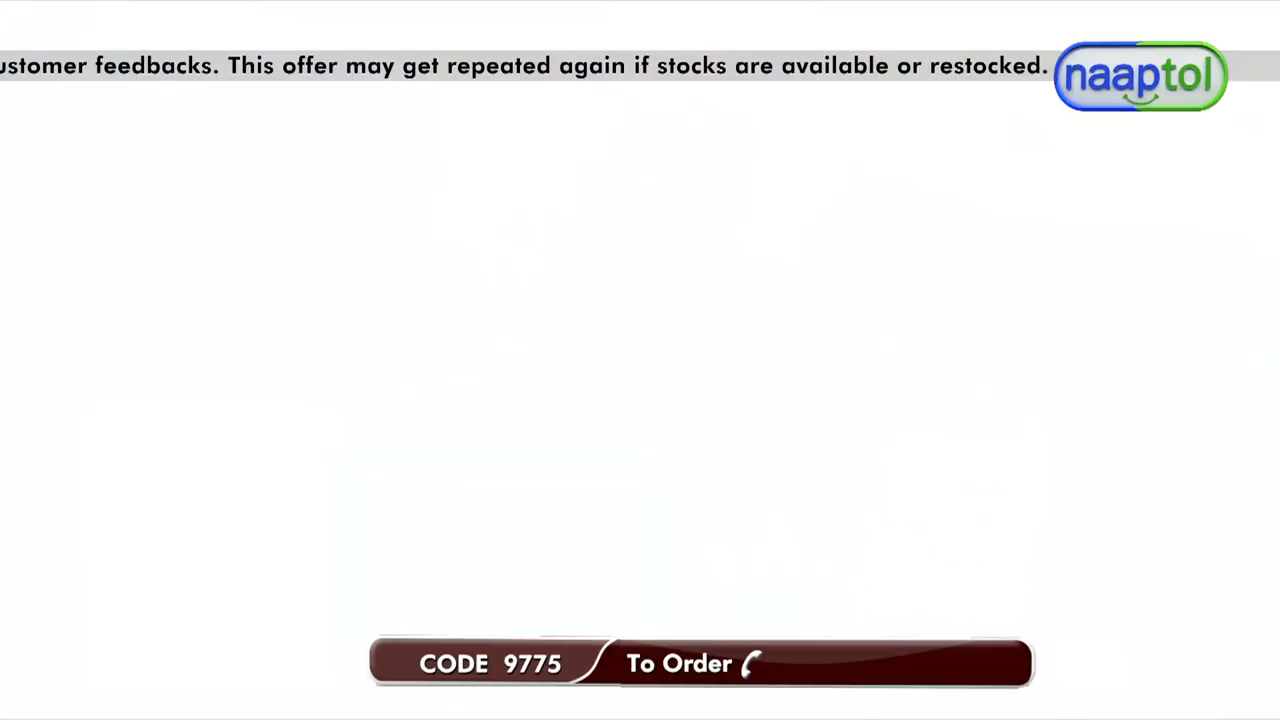 ustomer feedbacks. This offer may get repeated again if stocks are available or restocked.
naaptol
CODE 9775 To Order